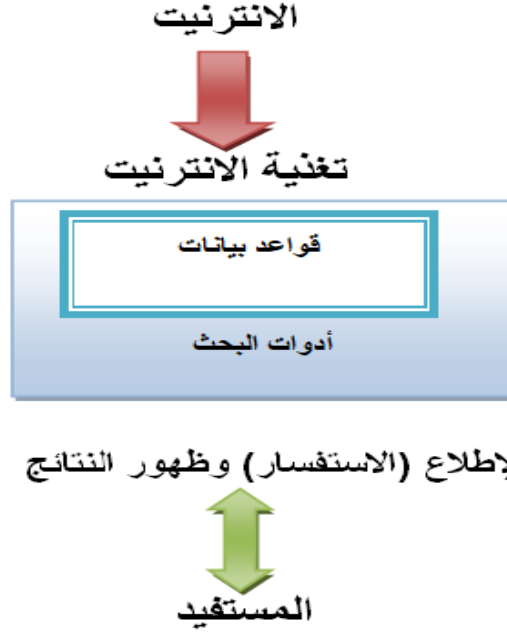 الانترنيت
تغذية الانترنيت
قواعد بيانات
أدوات البحث
لإطلاع (الاستفسار) وظهور النتائج
المستفيد